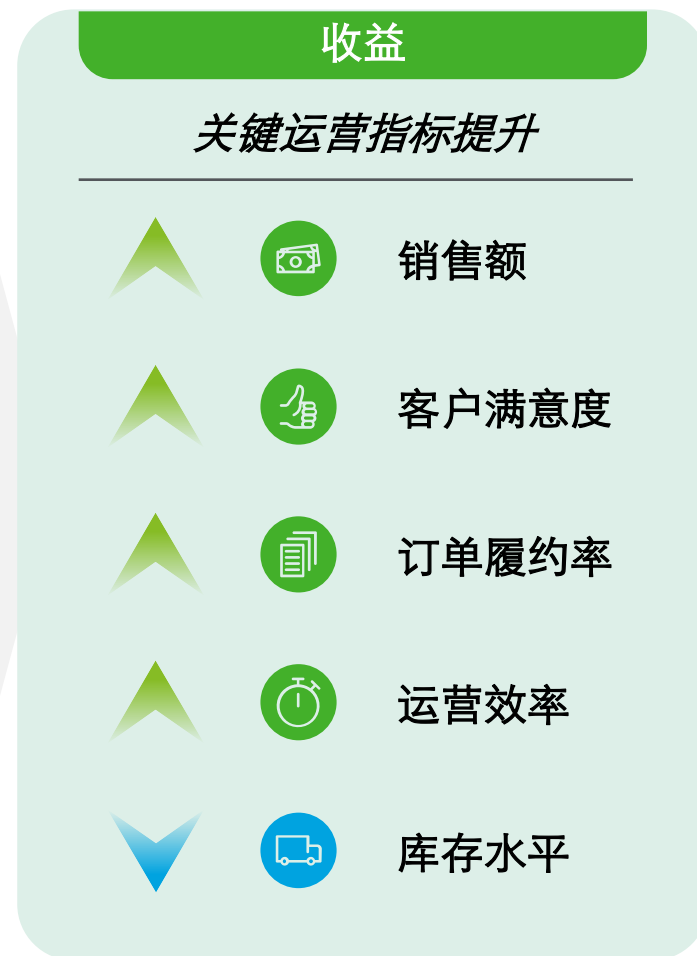 收益
关键运营指标提升
销售额
客户满意度
订单履约率
运营效率
库存水平